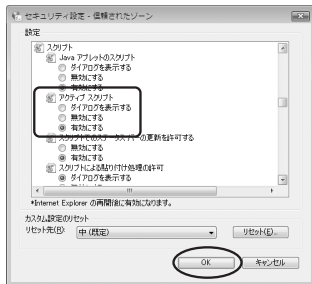 セキュリティ設定 - 信頼されたゾーン
設定
スクリプト
Java アプレットのスクリプト
ダイアログを表示する
無効にする
有効にする
アクティブ スクリプト
ダイアログを表示する
無効にする
有効にする
スクリプトでのステータス バーの更新を許可する
無効にする
有効にする
スクリプトによる貼り付け処理の許可
ダイアログを表示する
*Internet Explorer の再開後に有効になります。
カスタム設定のリセット
リセット先(R): 中 (既定) リセット(E)...
OK キャンセル